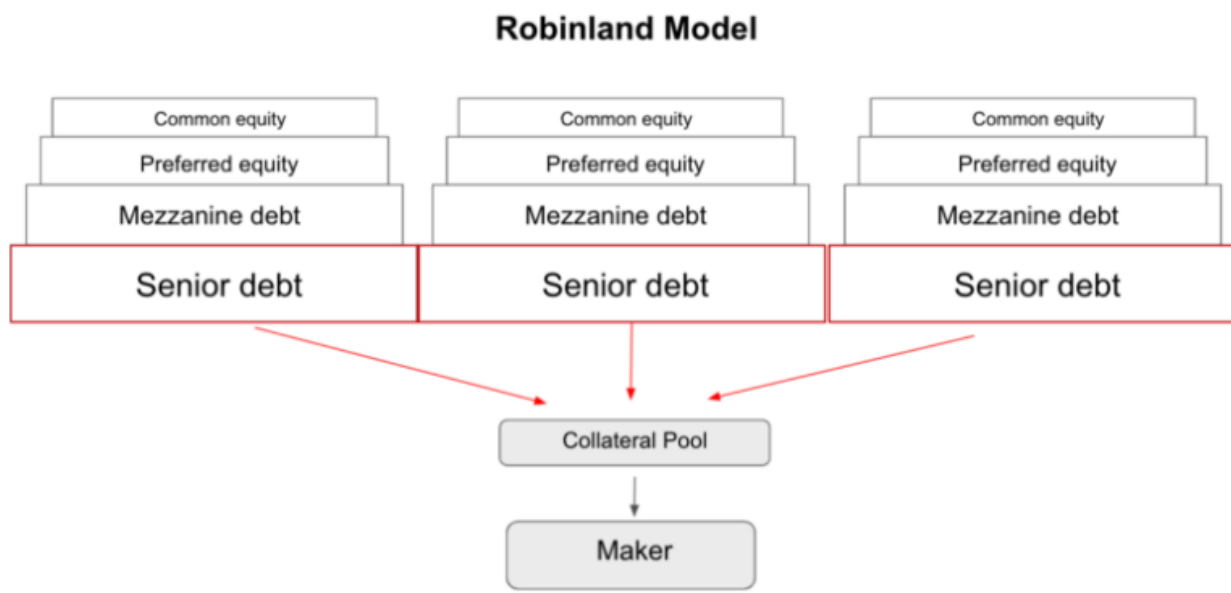 Robinland Model
Common equity
Common equity
Common equity
Preferred equity
Preferred equity
Preferred equity
Mezzanine debt
Mezzanine debt
Mezzanine debt
Senior debt
Senior debt
Senior debt
Collateral Pool
Maker